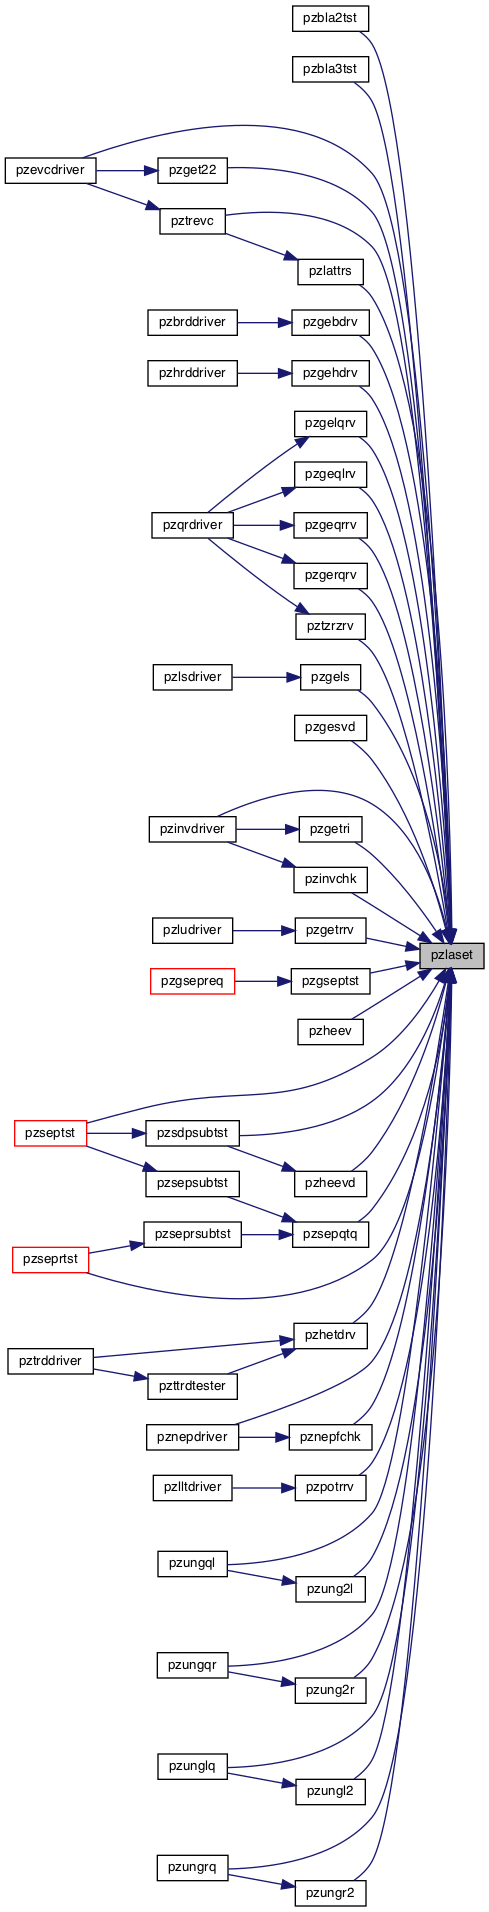 pzbla2tst
pzbla3tst
pzevcdriver
pzget22
pztrevc
pzlattrs
pzbrddriver
pzgebdrv
pzhrddriver
pzgehdrv
pzgelqrv
pzgeqlrv
pzqrdriver
pzgeqrrv
pzgerqrv
pztzrzrv
pzlsdriver
pzgels
pzgesvd
pzinvdriver
pzgetri
pzinvchk
pzludriver
pzgetrrv
pzlaset
pzgsepreq
pzgseptst
pzheev
pzseptst
pzsdpsubtst
pzsepsubtst
pzheevd
pzseprsubtst
pzsepqtq
pzseprtst
pzhetdrv
pztrddriver
pzttrdtester
pznepdriver
pznepfchk
pzlltdriver
pzpotrrv
pzungql
pzung2l
pzungqr
pzung2r
pzunglq
pzungl2
pzungrq
pzungr2